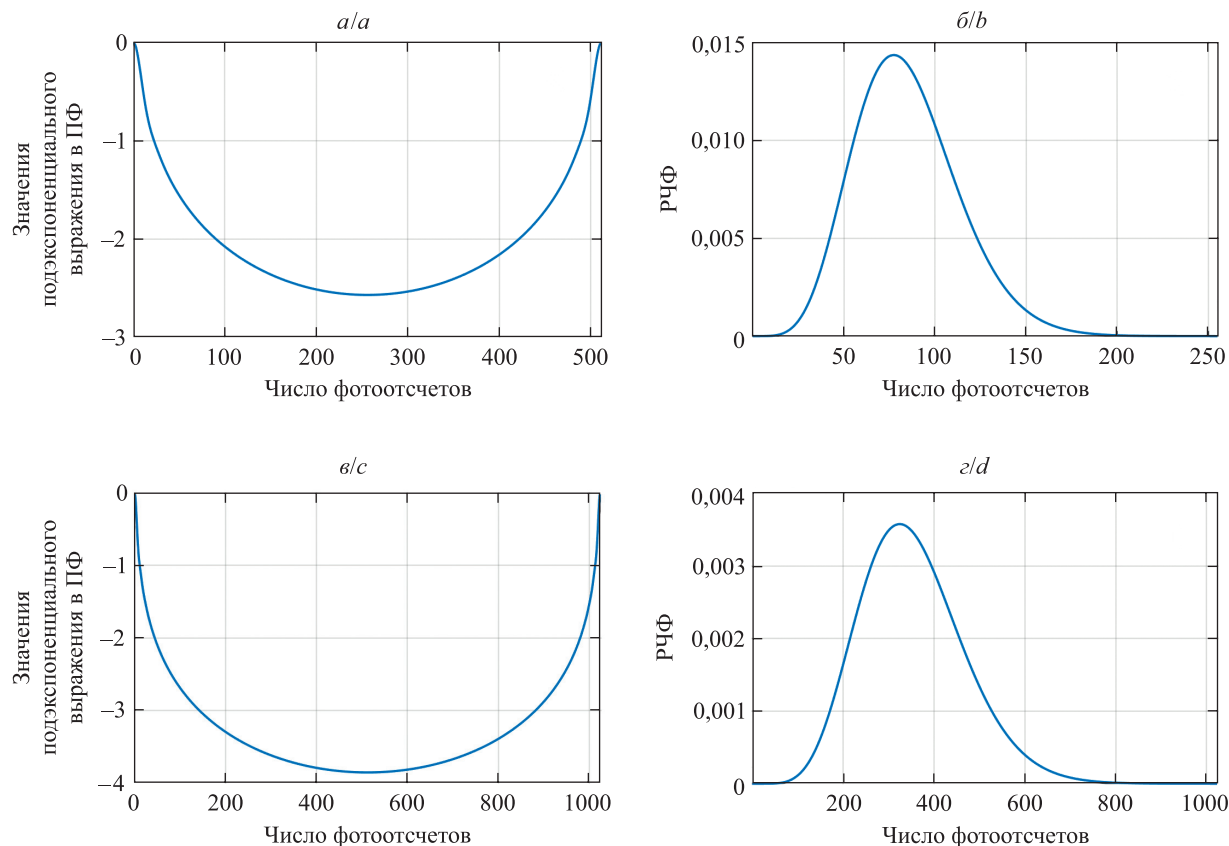 а/a
Значения
подэкспоненциального
выражения в ПФ
0
–1
–2
–3
0 100 200 300 400 500
Число фотоотсчетов
б/b
РЧФ
0,015
0,010
0,005
0
50 100 150 200 250
Число фотоотсчетов
в/c
Значения
подэкспоненциального
выражения в ПФ
0
–1
–2
–3
–4
0 200 400 600 800 1000
Число фотоотсчетов
г/d
РЧФ
0,004
0,003
0,002
0,001
0
200 400 600 800 1000
Число фотоотсчетов